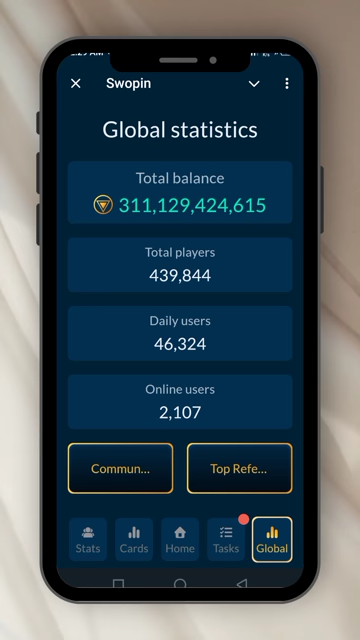 Swopin
Global statistics
Total balance
311,129,424,615
Total players
439,844
Daily users
46,324
Online users
2,107
Commun...
Top Refe...
Stats
Cards
Home
Tasks
Global